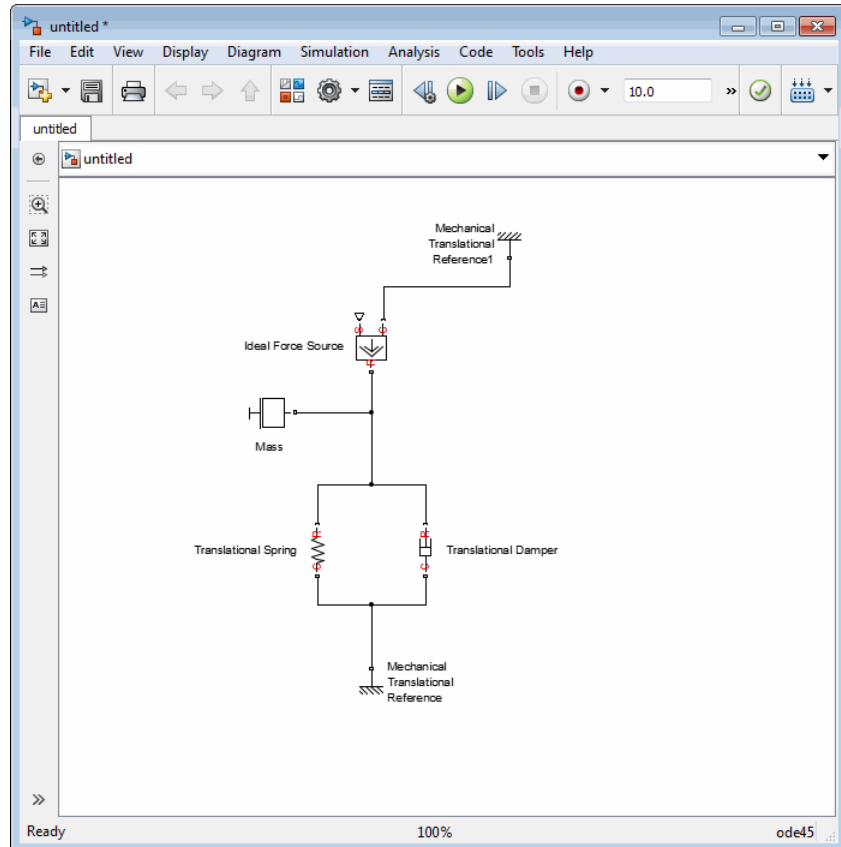 untitled *
File Edit View Display Diagram Simulation Analysis Code Tools Help
10.0 »
untitled
untitled
Mechanical
Translational
Reference1
S C
Ideal Force Source
R
Mass
R R
Translational Spring Translational Damper
C C
Mechanical
Translational
Reference
»
Ready 100% ode45